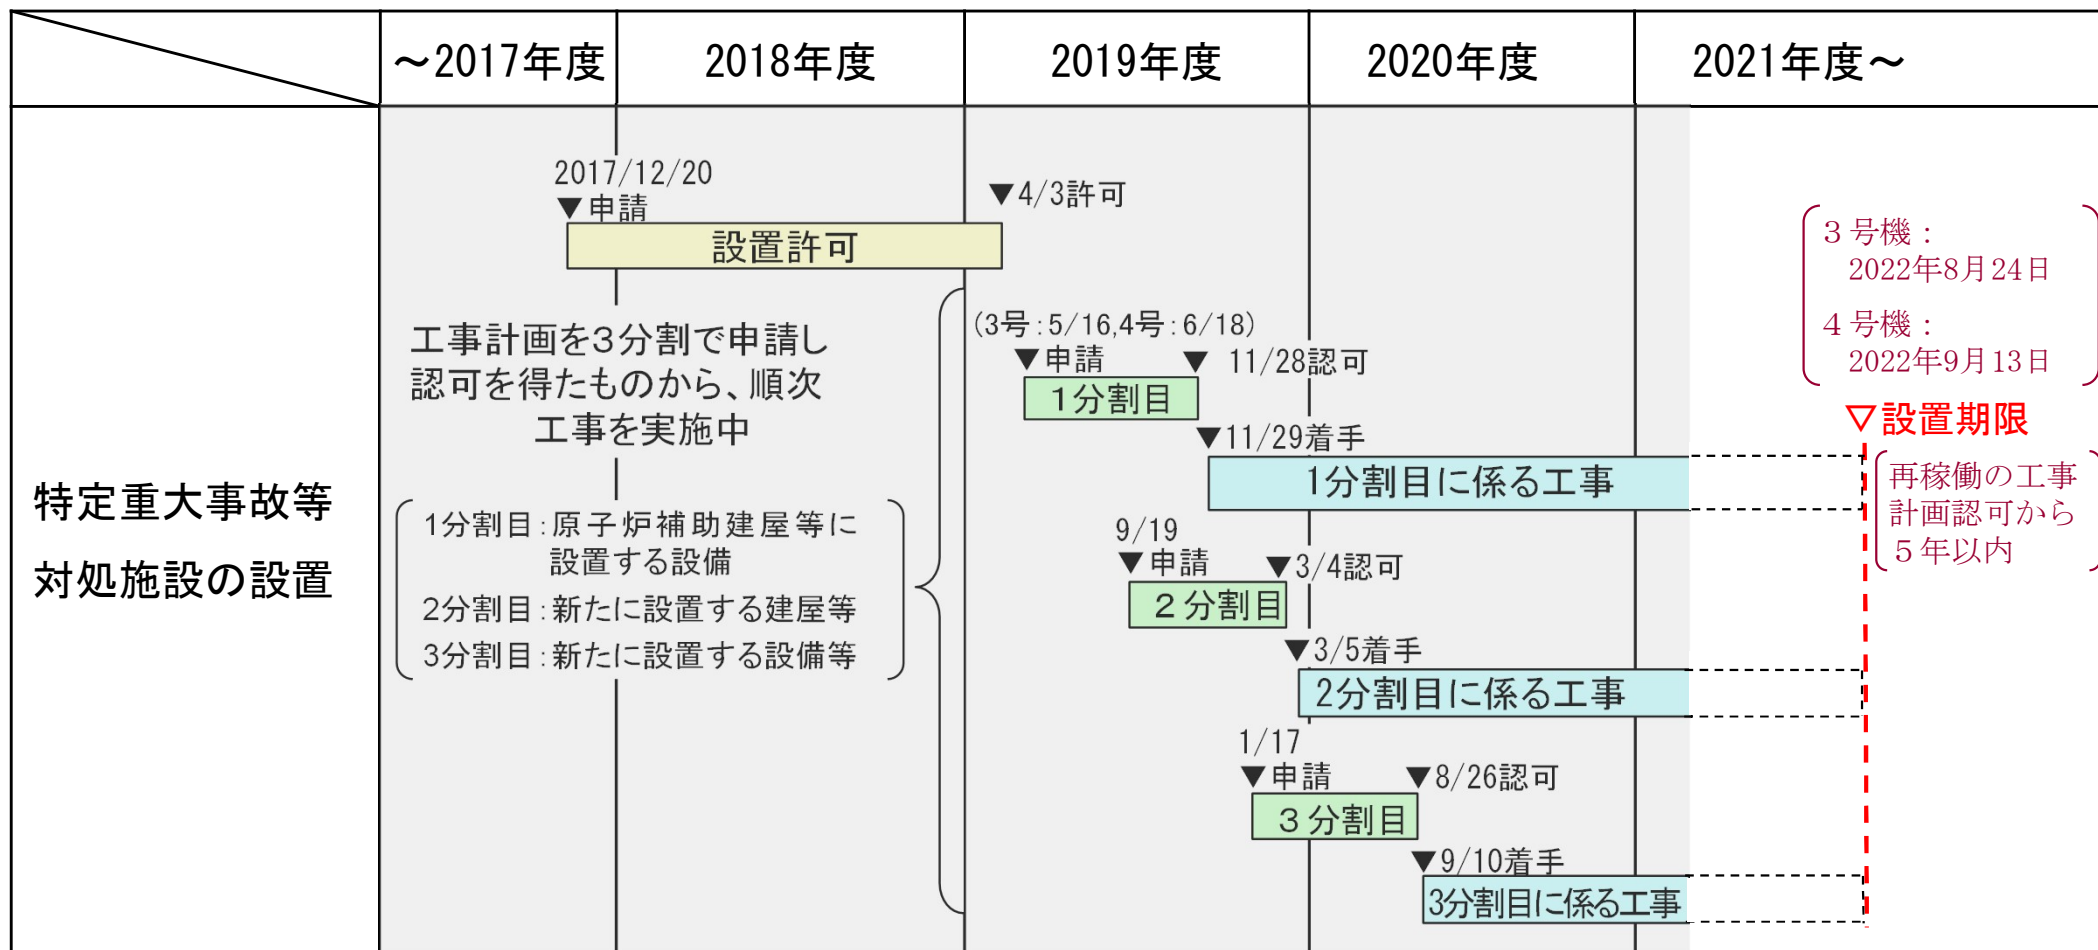 ～2017年度
2018年度
2019年度
2020年度
2021年度～
特定重大事故等
対処施設の設置
2017/12/20
▼申請
▼4/3許可
設置許可
工事計画を3分割で申請し
認可を得たものから、順次
工事を実施中
1分割目：原子炉補助建屋等に
設置する設備
2分割目：新たに設置する建屋等
3分割目：新たに設置する設備等
(3号：5/16,4号：6/18)
▼申請
▼ 11/28認可
1分割目
▼11/29着手
1分割目に係る工事
9/19
▼申請
▼3/4認可
２分割目
▼3/5着手
2分割目に係る工事
1/17
▼申請
▼8/26認可
３分割目
▼9/10着手
3分割目に係る工事
３号機：
2022年8月24日
４号機：
2022年9月13日
▽設置期限
再稼働の工事
計画認可から
５年以内